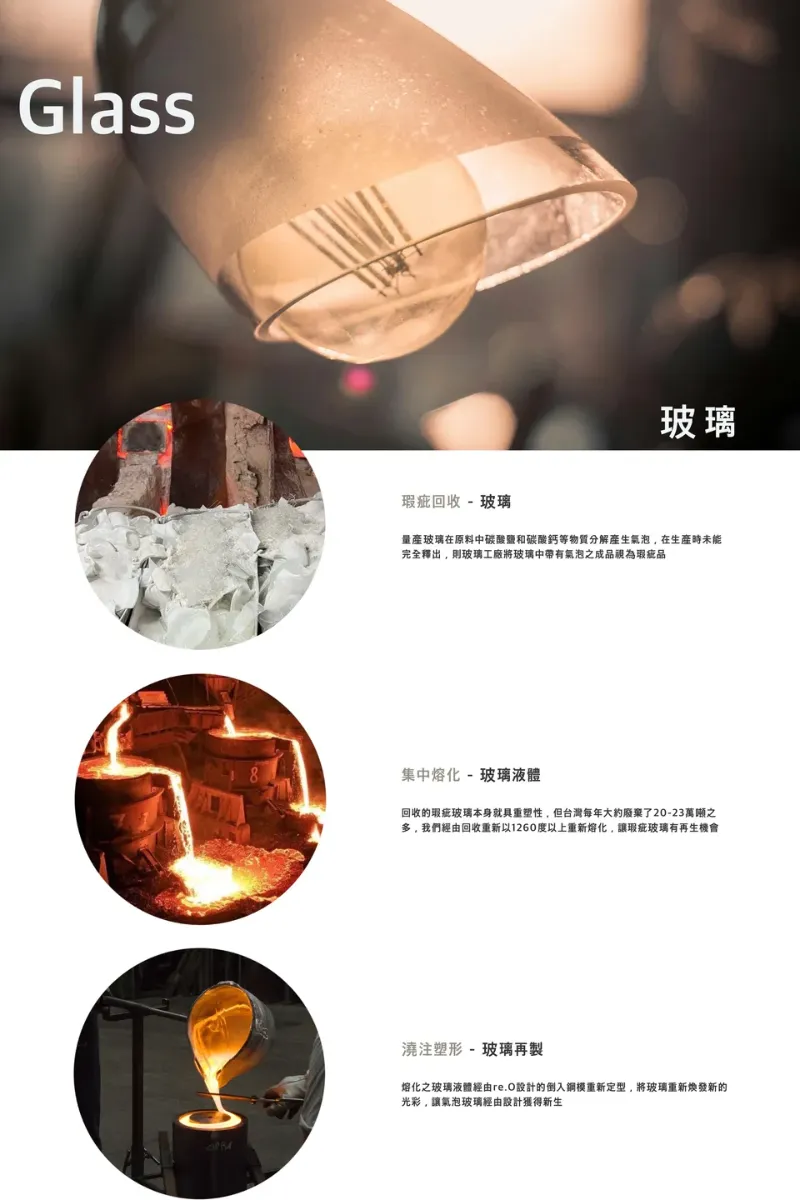 Glass
玻璃
瑕疵回收 - 玻璃
量產玻璃在原料中碳酸鹽和碳酸鈣等物質分解產生氣泡，在生產時未能
完全釋出，則玻璃工廠將玻璃中帶有氣泡之成品視為瑕疵品
集中熔化 - 玻璃液體
回收的瑕疵玻璃本身就具重塑性，但台灣每年大約廢棄了20-23萬噸之
多，我們經由回收重新以1260度以上重新熔化，讓瑕疵玻璃有再生機會
8
澆注塑形 - 玻璃再製
熔化之玻璃液體經由re.O設計的倒入鋼模重新定型，將玻璃重新煥發新的
光彩，讓氣泡玻璃經由設計獲得新生